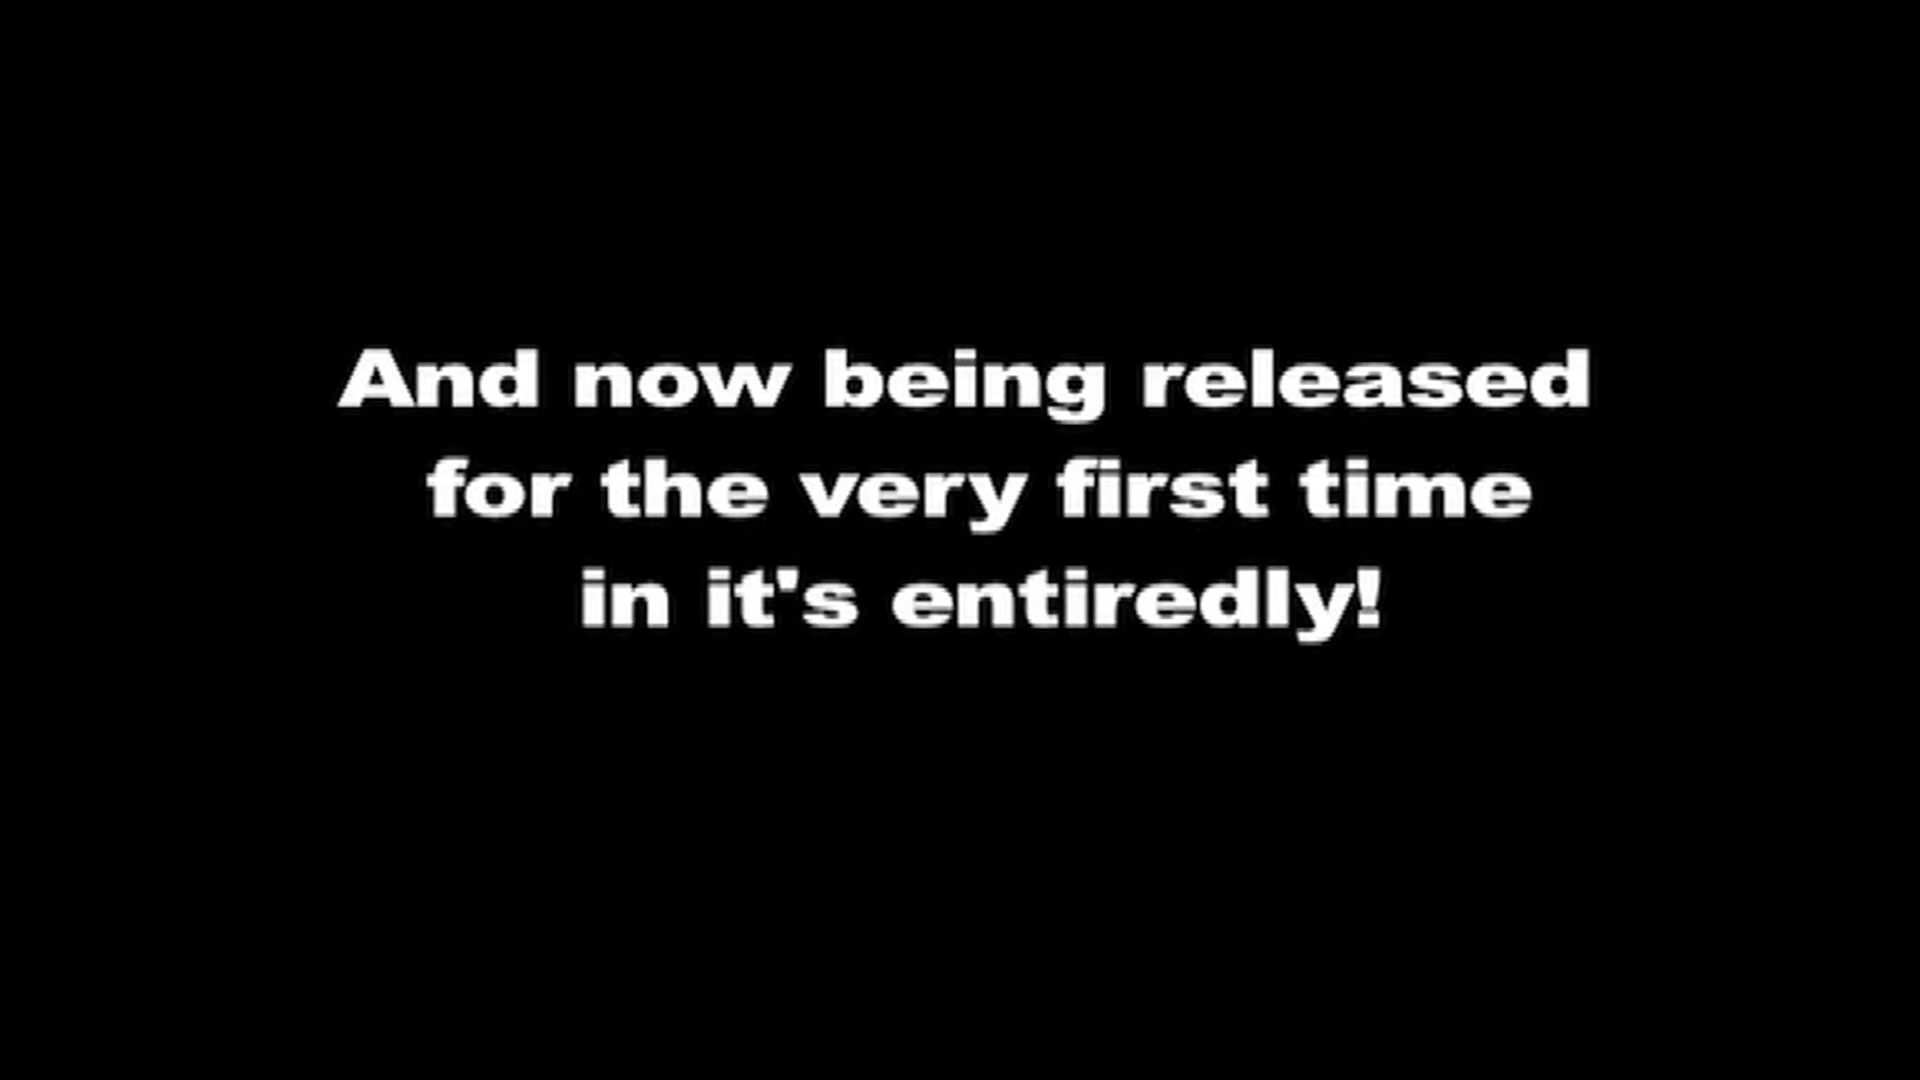 And now being released
for the very first time
in it's entiredly!